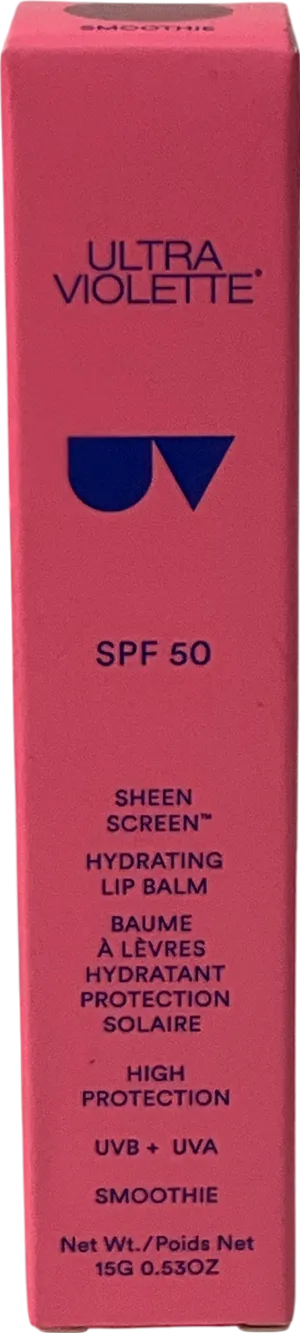 SMOOTHIE
ULTRA
VIOLETTE®
UV
SPF 50
SHEEN
SCREEN™
HYDRATING
LIP BALM
BAUME
À LÈVRES
HYDRATANT
PROTECTION
SOLAIRE
HIGH
PROTECTION
UVB + UVA
SMOOTHIE
Net Wt./Poids Net
15G 0.53OZ